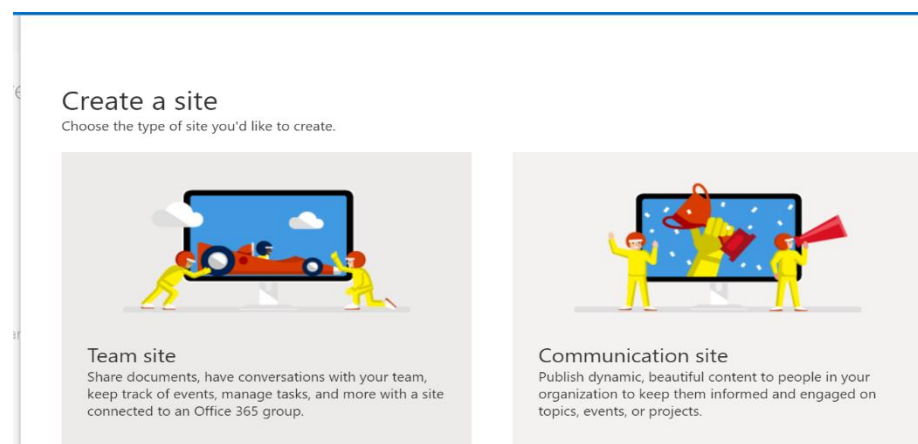 Create a site
Choose the type of site you'd like to create.
Team site
Share documents, have conversations with your team,
keep track of events, manage tasks, and more with a site
connected to an Office 365 group.
Communication site
Publish dynamic, beautiful content to people in your
organization to keep them informed and engaged on
topics, events, or projects.